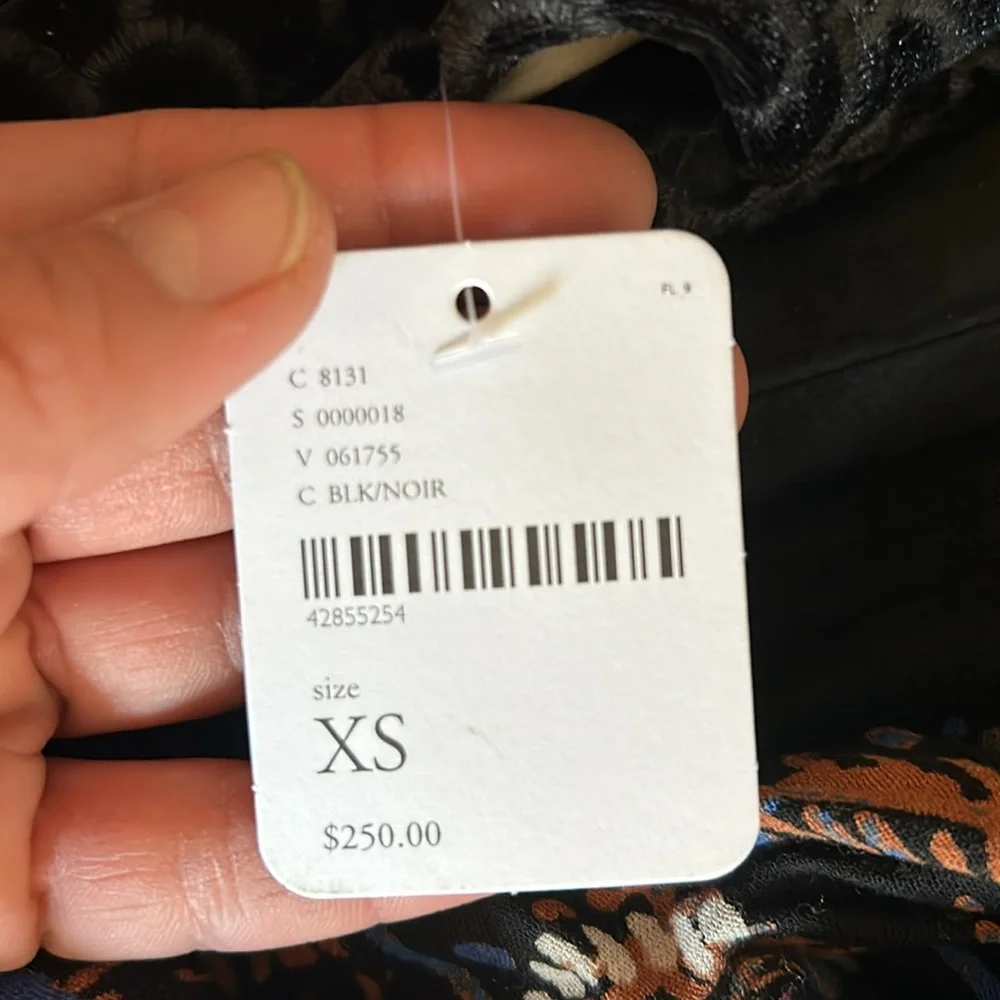 FL 9
C 8131
S 0000018
V 061755
C BLK/NOIR
42855254
size
XS
$250.00